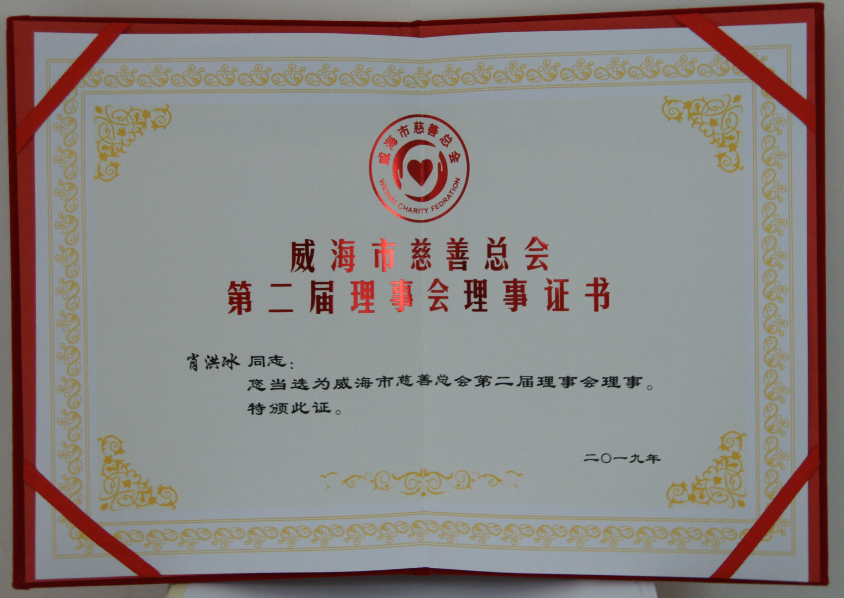 威海市慈善总会
WEIHAI CHARITY FEDRATION
威海市慈善总会
第二届理事会理事证书
肖洪冰 同志：
您当选为威海市慈善总会第二届理事会理事。
特颁此证。
二〇一九年